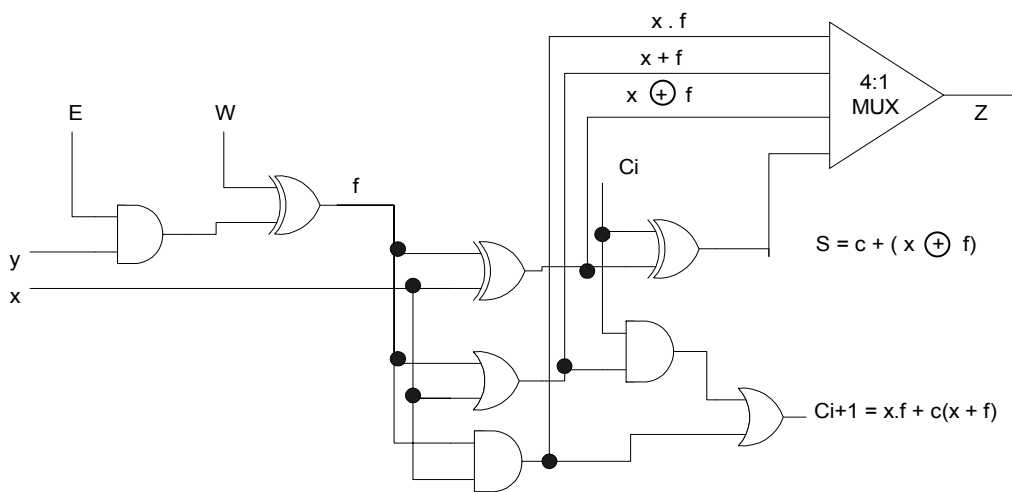 x . f
x + f
x ⊕ f
4:1
MUX
Z
E
W
Ci
f
y
x
S = c + ( x ⊕ f)
Ci+1 = x.f + c(x + f)